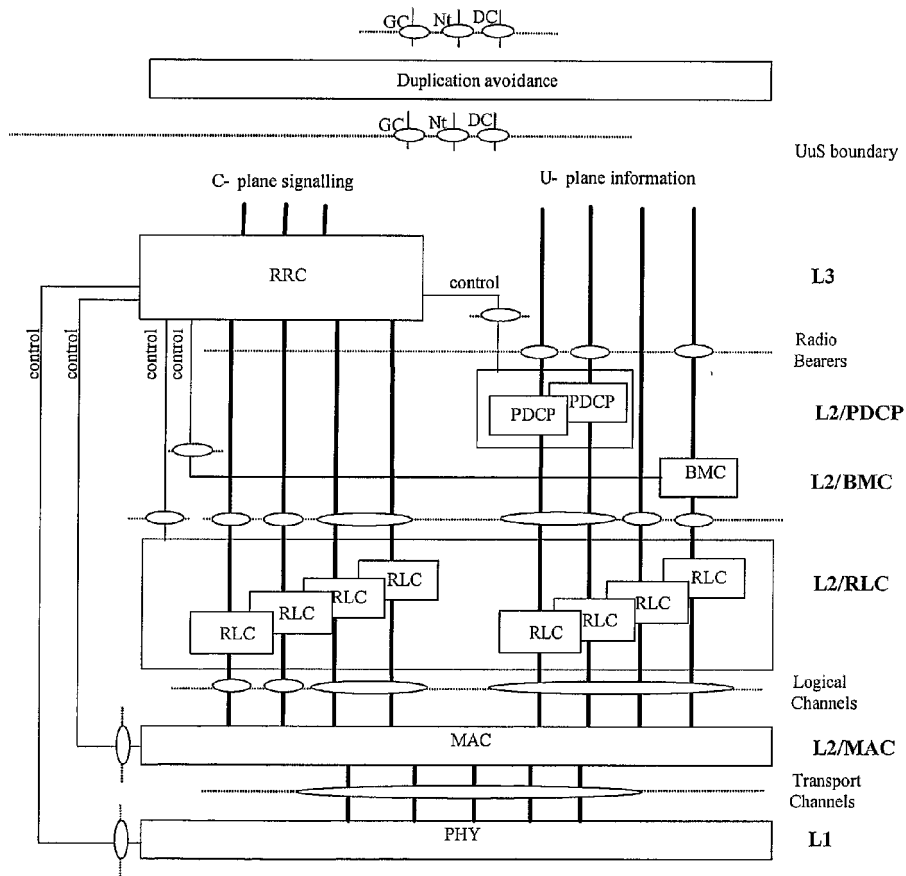 GC Nt DC
Duplication avoidance
GC Nt DC
UuS boundary
C- plane signalling
U- plane information
RRC
control
L3
control
control
control
control
Radio
Bearers
PDCP
PDCP
L2/PDCP
BMC
L2/BMC
RLC
RLC
RLC
RLC
RLC
RLC
RLC
RLC
L2/RLC
Logical
Channels
MAC
L2/MAC
Transport
Channels
PHY
L1